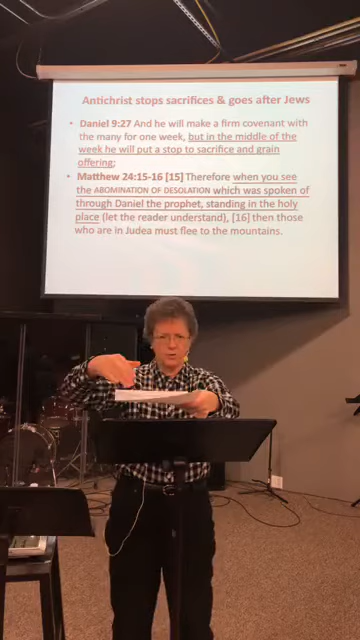 Antichrist stops sacrifices & goes after Jews
• Daniel 9:27 And he will make a firm covenant with
the many for one week, but in the middle of the
week he will put a stop to sacrifice and grain
offering;
• Matthew 24:15-16 [15] Therefore when you see
the ABOMINATION OF DESOLATION which was spoken of
through Daniel the prophet, standing in the holy
place (let the reader understand), [16] then those
who are in Judea must flee to the mountains.